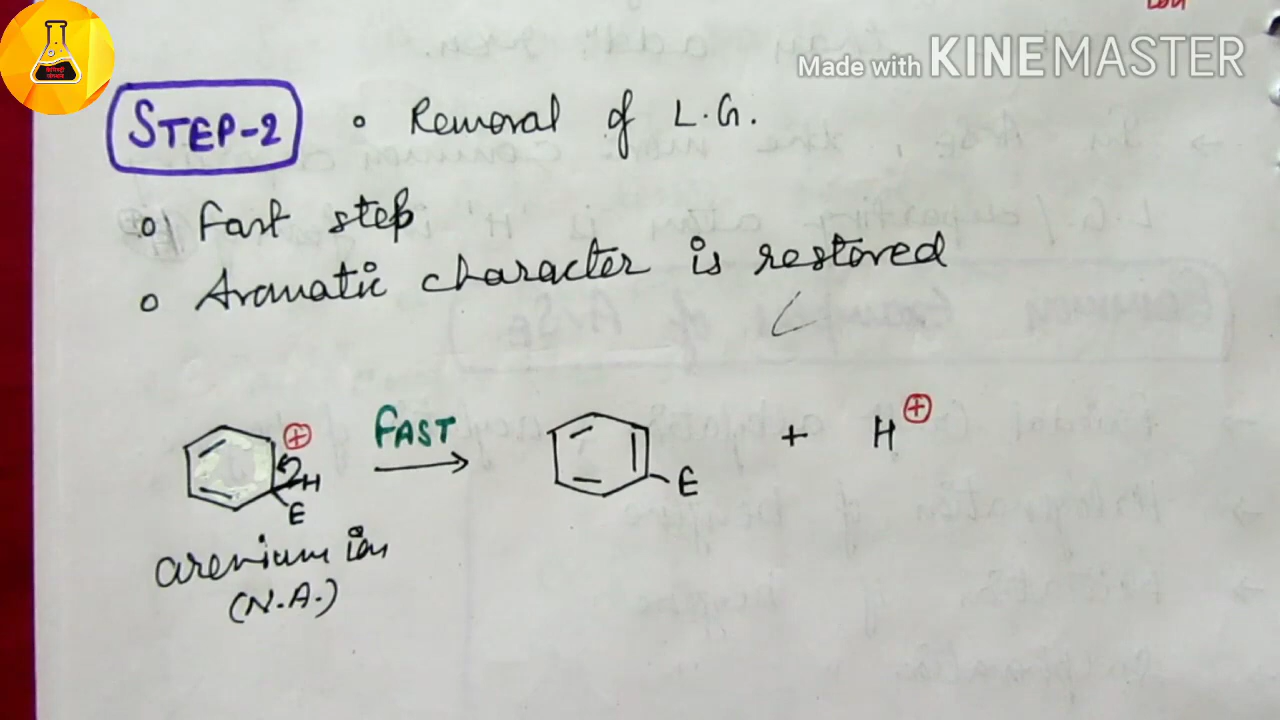 Made with KINEMASTER
STEP-2
• Removal of L.G.
• Fast step
• Aromatic character is restored
FAST
⊕
H
E
E
+ H⊕
arenium ion
(N.A.)